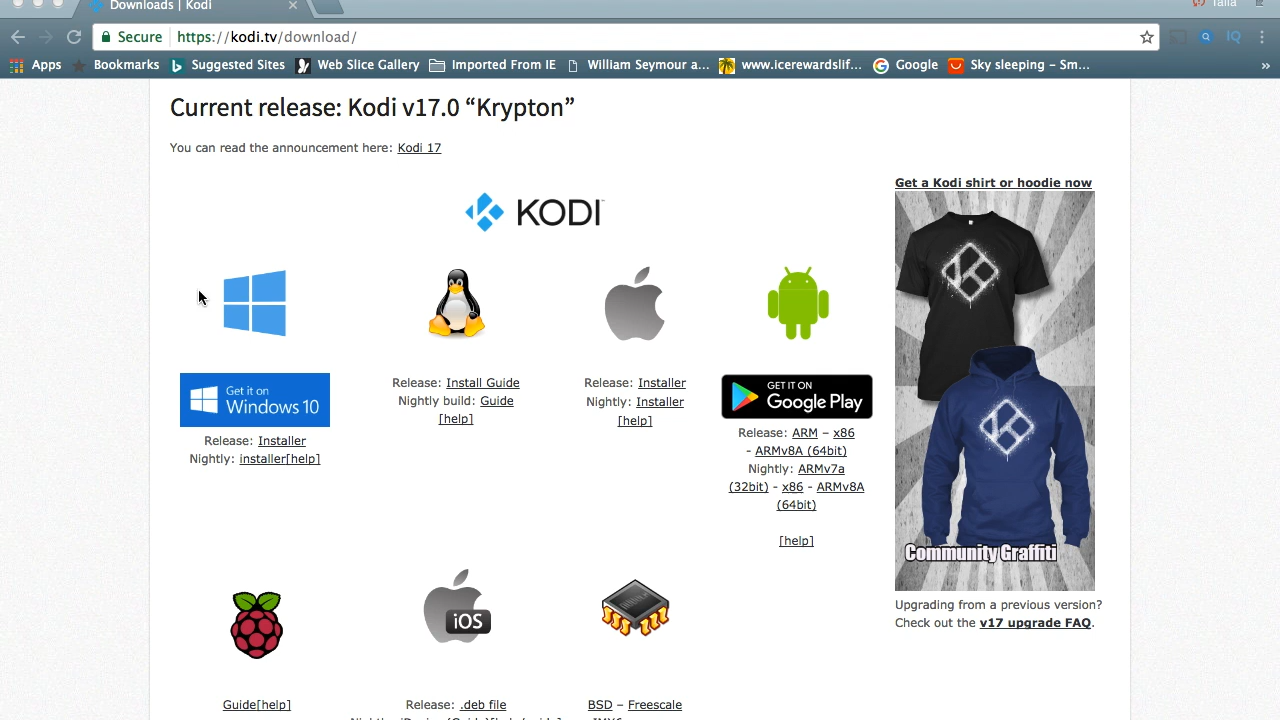 Downloads | Kodi
Talia
Secure https://kodi.tv/download/
IQ
Apps Bookmarks Suggested Sites Web Slice Gallery Imported From IE William Seymour a... www.icerewardslif... Google Sky sleeping – Sm... »
Current release: Kodi v17.0 “Krypton”
You can read the announcement here: Kodi 17
Get a Kodi shirt or hoodie now
KODI
Get it on
Windows 10
Release: Installer
Nightly: installer[help]
Release: Install Guide
Nightly build: Guide
[help]
Release: Installer
Nightly: Installer
[help]
GET IT ON
Google Play
Release: ARM – x86
- ARMv8A (64bit)
Nightly: ARMv7a
(32bit) - x86 - ARMv8A
(64bit)
[help]
Community Graffiti
Upgrading from a previous version?
Check out the v17 upgrade FAQ.
iOS
Guide[help]
Release: .deb file
BSD – Freescale